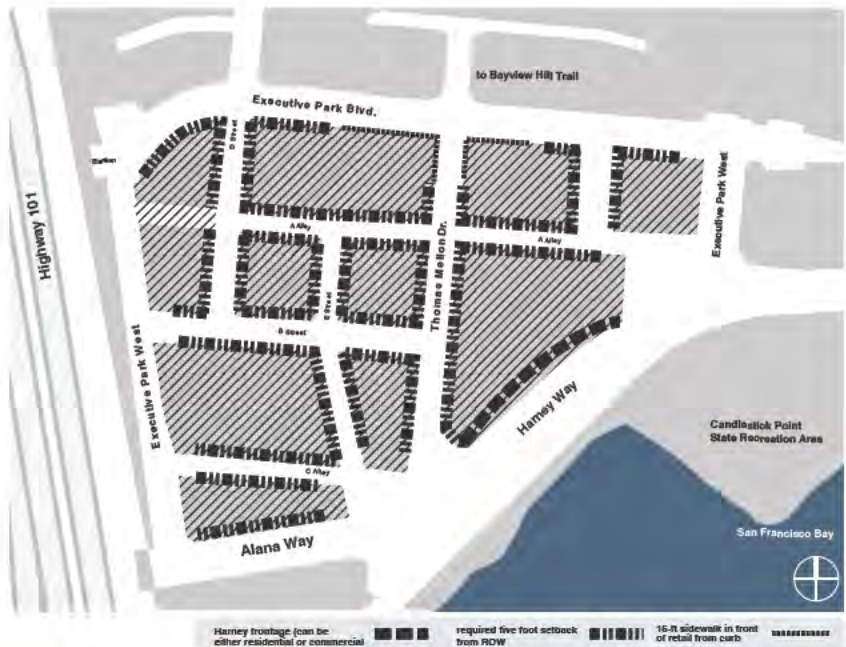 to Bayview Hill Trail
Executive Park Blvd.
D Street
Highway 101
Executive Park West
A Alley
A Alley
Thomas Mellon Dr.
E Street
B Street
Executive Park West
Harney Way
Candlestick Point
State Recreation Area
C Alley
San Francisco Bay
Alana Way
Harney frontage (can be
either residential or commercial
required five foot setback
from ROW
16-ft sidewalk in front
of retail from curb